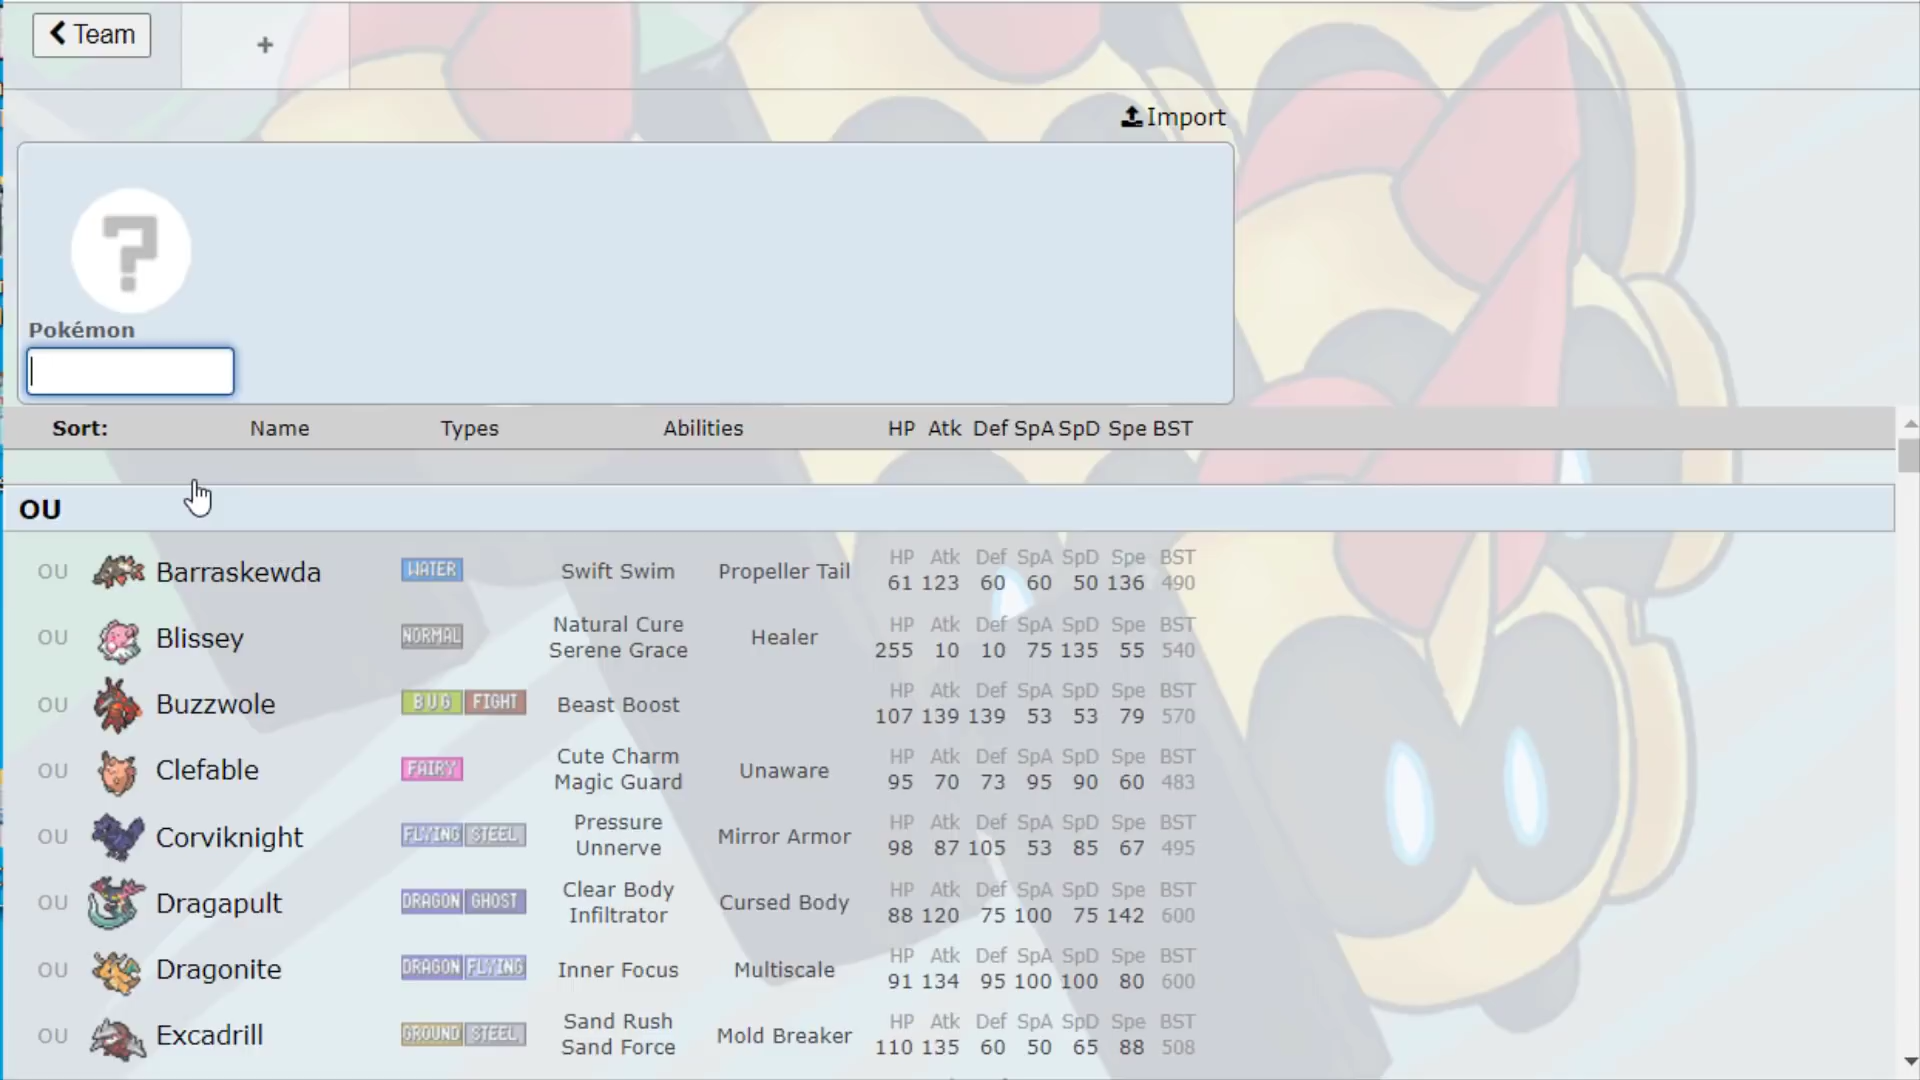 Team
+
Import
?
Pokémon
Sort: Name Types Abilities HP Atk Def SpA SpD Spe BST
OU
OU Barraskewda WATER Swift Swim Propeller Tail HP 61 Atk 123 Def 60 SpA 60 SpD 50 Spe 136 BST 490
OU Blissey NORMAL Natural Cure Serene Grace Healer HP 255 Atk 10 Def 10 SpA 75 SpD 135 Spe 55 BST 540
OU Buzzwole BUG FIGHT Beast Boost HP 107 Atk 139 Def 139 SpA 53 SpD 53 Spe 79 BST 570
OU Clefable FAIRY Cute Charm Magic Guard Unaware HP 95 Atk 70 Def 73 SpA 95 SpD 90 Spe 60 BST 483
OU Corviknight FLYING STEEL Pressure Unnerve Mirror Armor HP 98 Atk 87 Def 105 SpA 53 SpD 85 Spe 67 BST 495
OU Dragapult DRAGON GHOST Clear Body Infiltrator Cursed Body HP 88 Atk 120 Def 75 SpA 100 SpD 75 Spe 142 BST 600
OU Dragonite DRAGON FLYING Inner Focus Multiscale HP 91 Atk 134 Def 95 SpA 100 SpD 100 Spe 80 BST 600
OU Excadrill GROUND STEEL Sand Rush Sand Force Mold Breaker HP 110 Atk 135 Def 60 SpA 50 SpD 65 Spe 88 BST 508